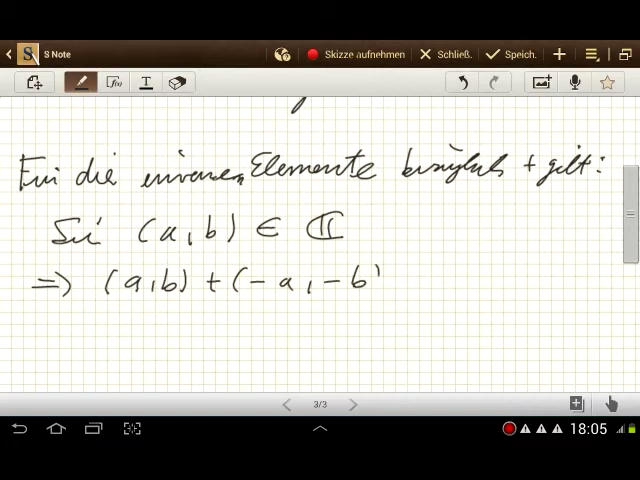 S Note
Skizze aufnehmen
Schließ.
Speich.
f(x)
T
Für die inversen Elemente bezüglich + gilt:
Sei (a,b) ∈ ℂ
=> (a,b) + (-a, -b)
3/3
18:05